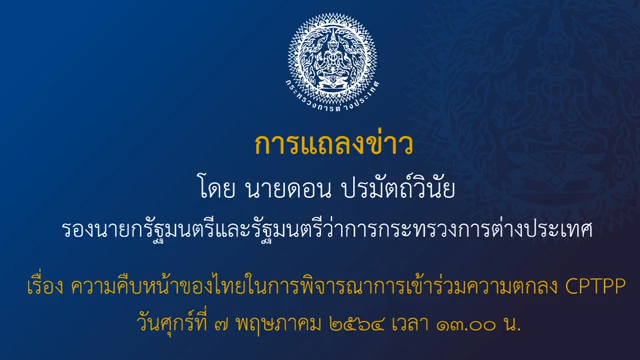 กระทรวงการต่างประเทศ
การแถลงข่าว
โดย นายดอน ปรมัตถ์วินัย
รองนายกรัฐมนตรีและรัฐมนตรีว่าการกระทรวงการต่างประเทศ
เรื่อง ความคืบหน้าของไทยในการพิจารณาการเข้าร่วมความตกลง CPTPP
วันศุกร์ที่ ๗ พฤษภาคม ๒๕๖๔ เวลา ๑๓.๐๐ น.